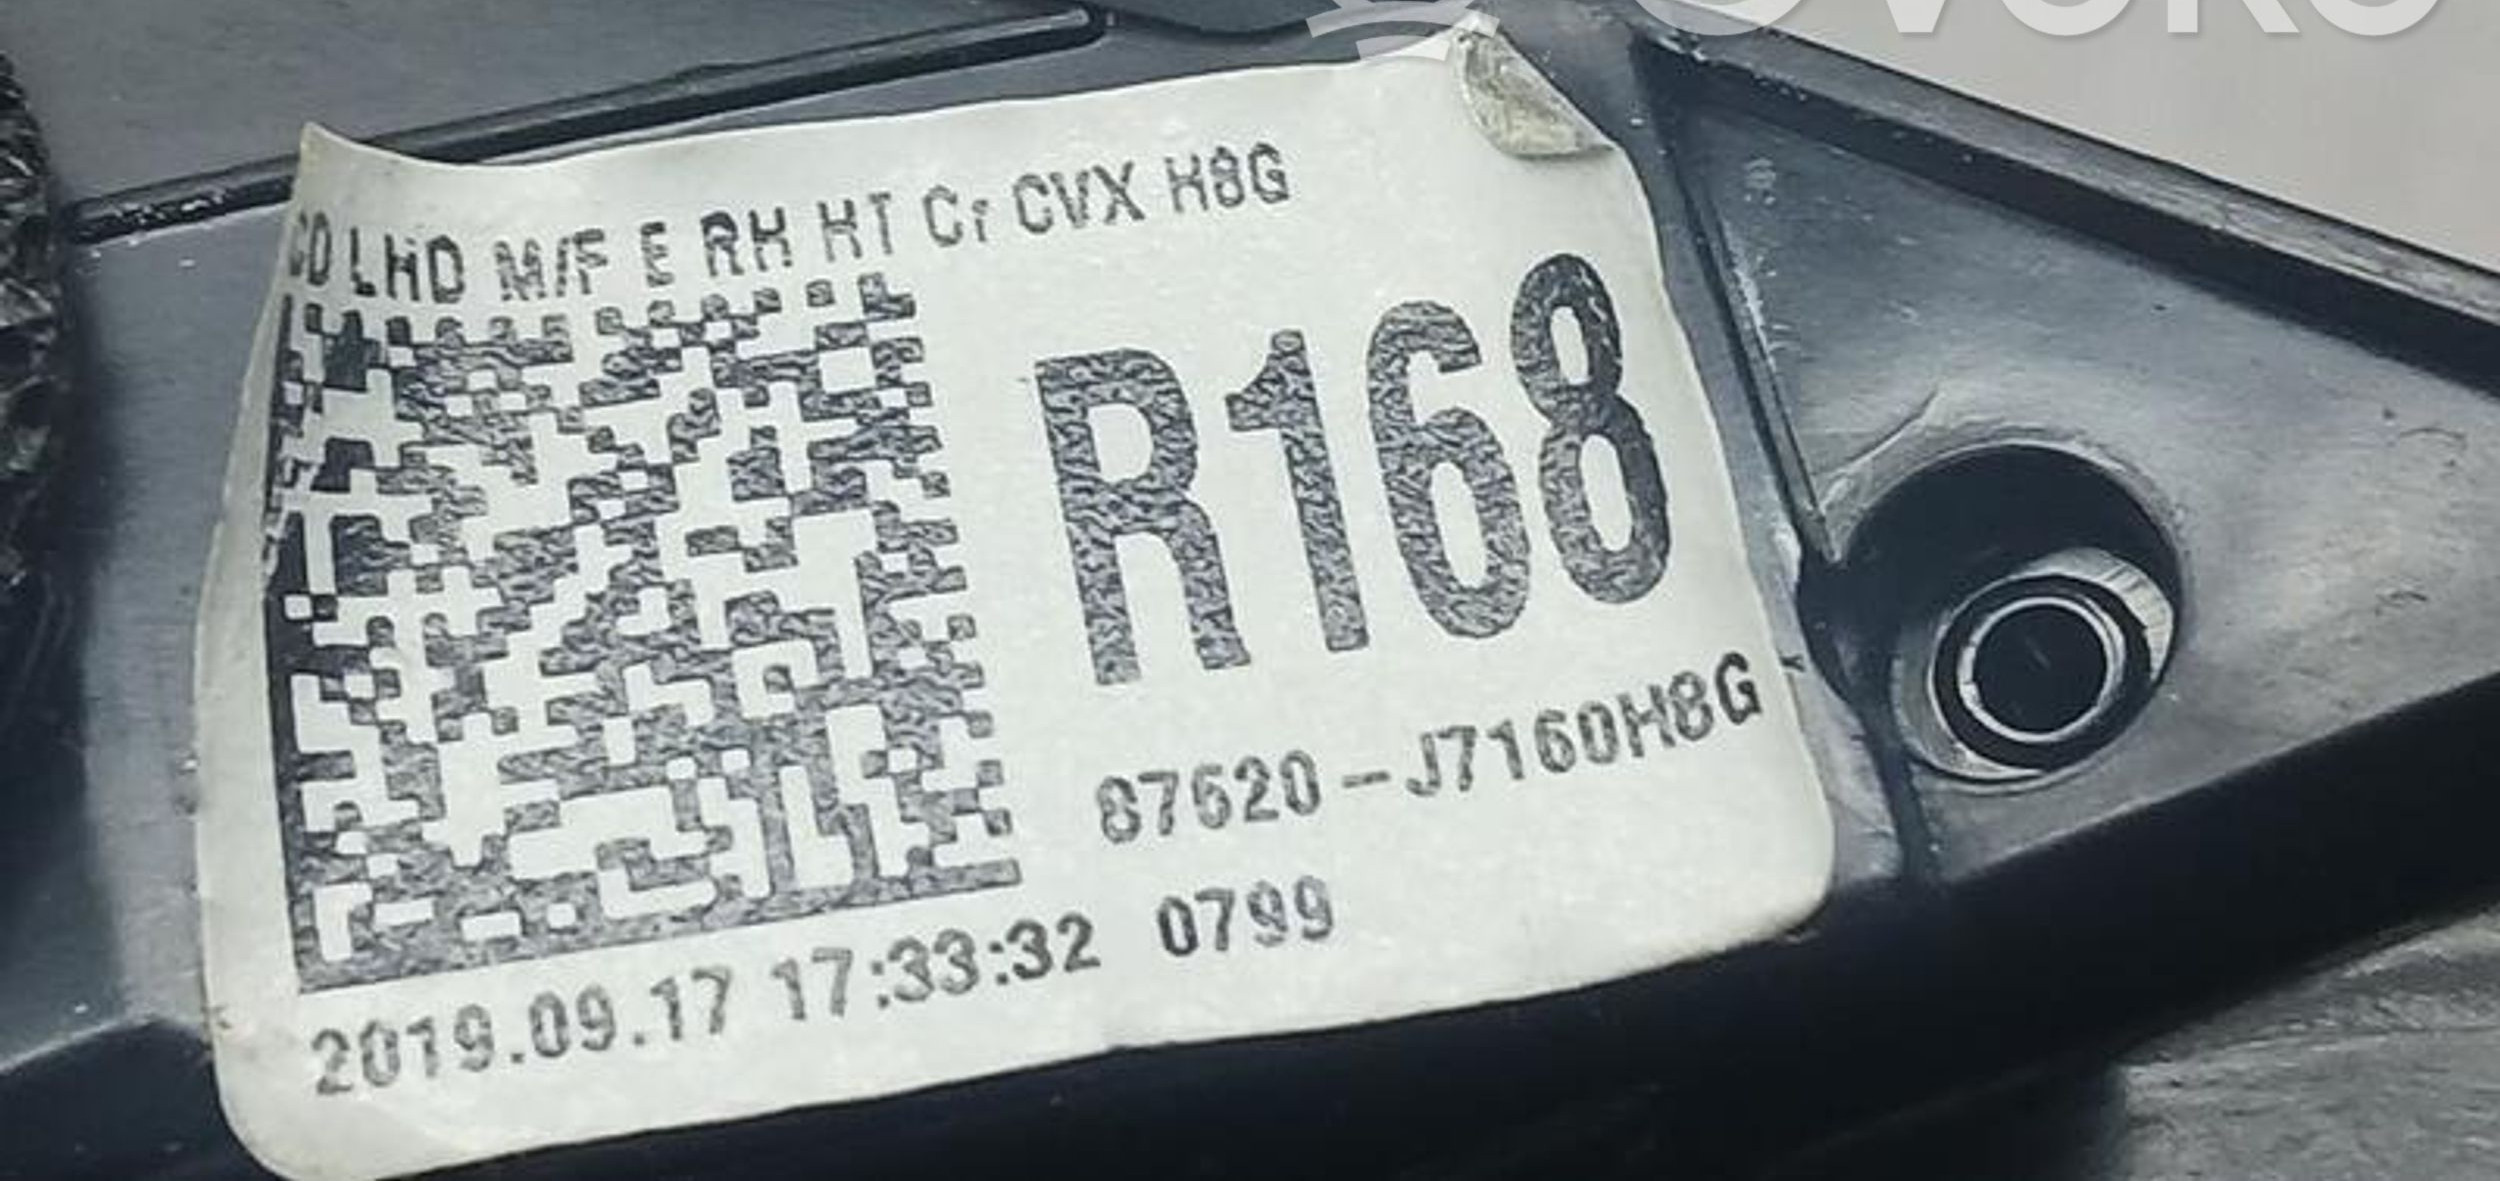 CD LHD M/F E RH HT Cr CVX H8G
R168
87620-J7160H8G
2019.09.17 17:33:32 0799